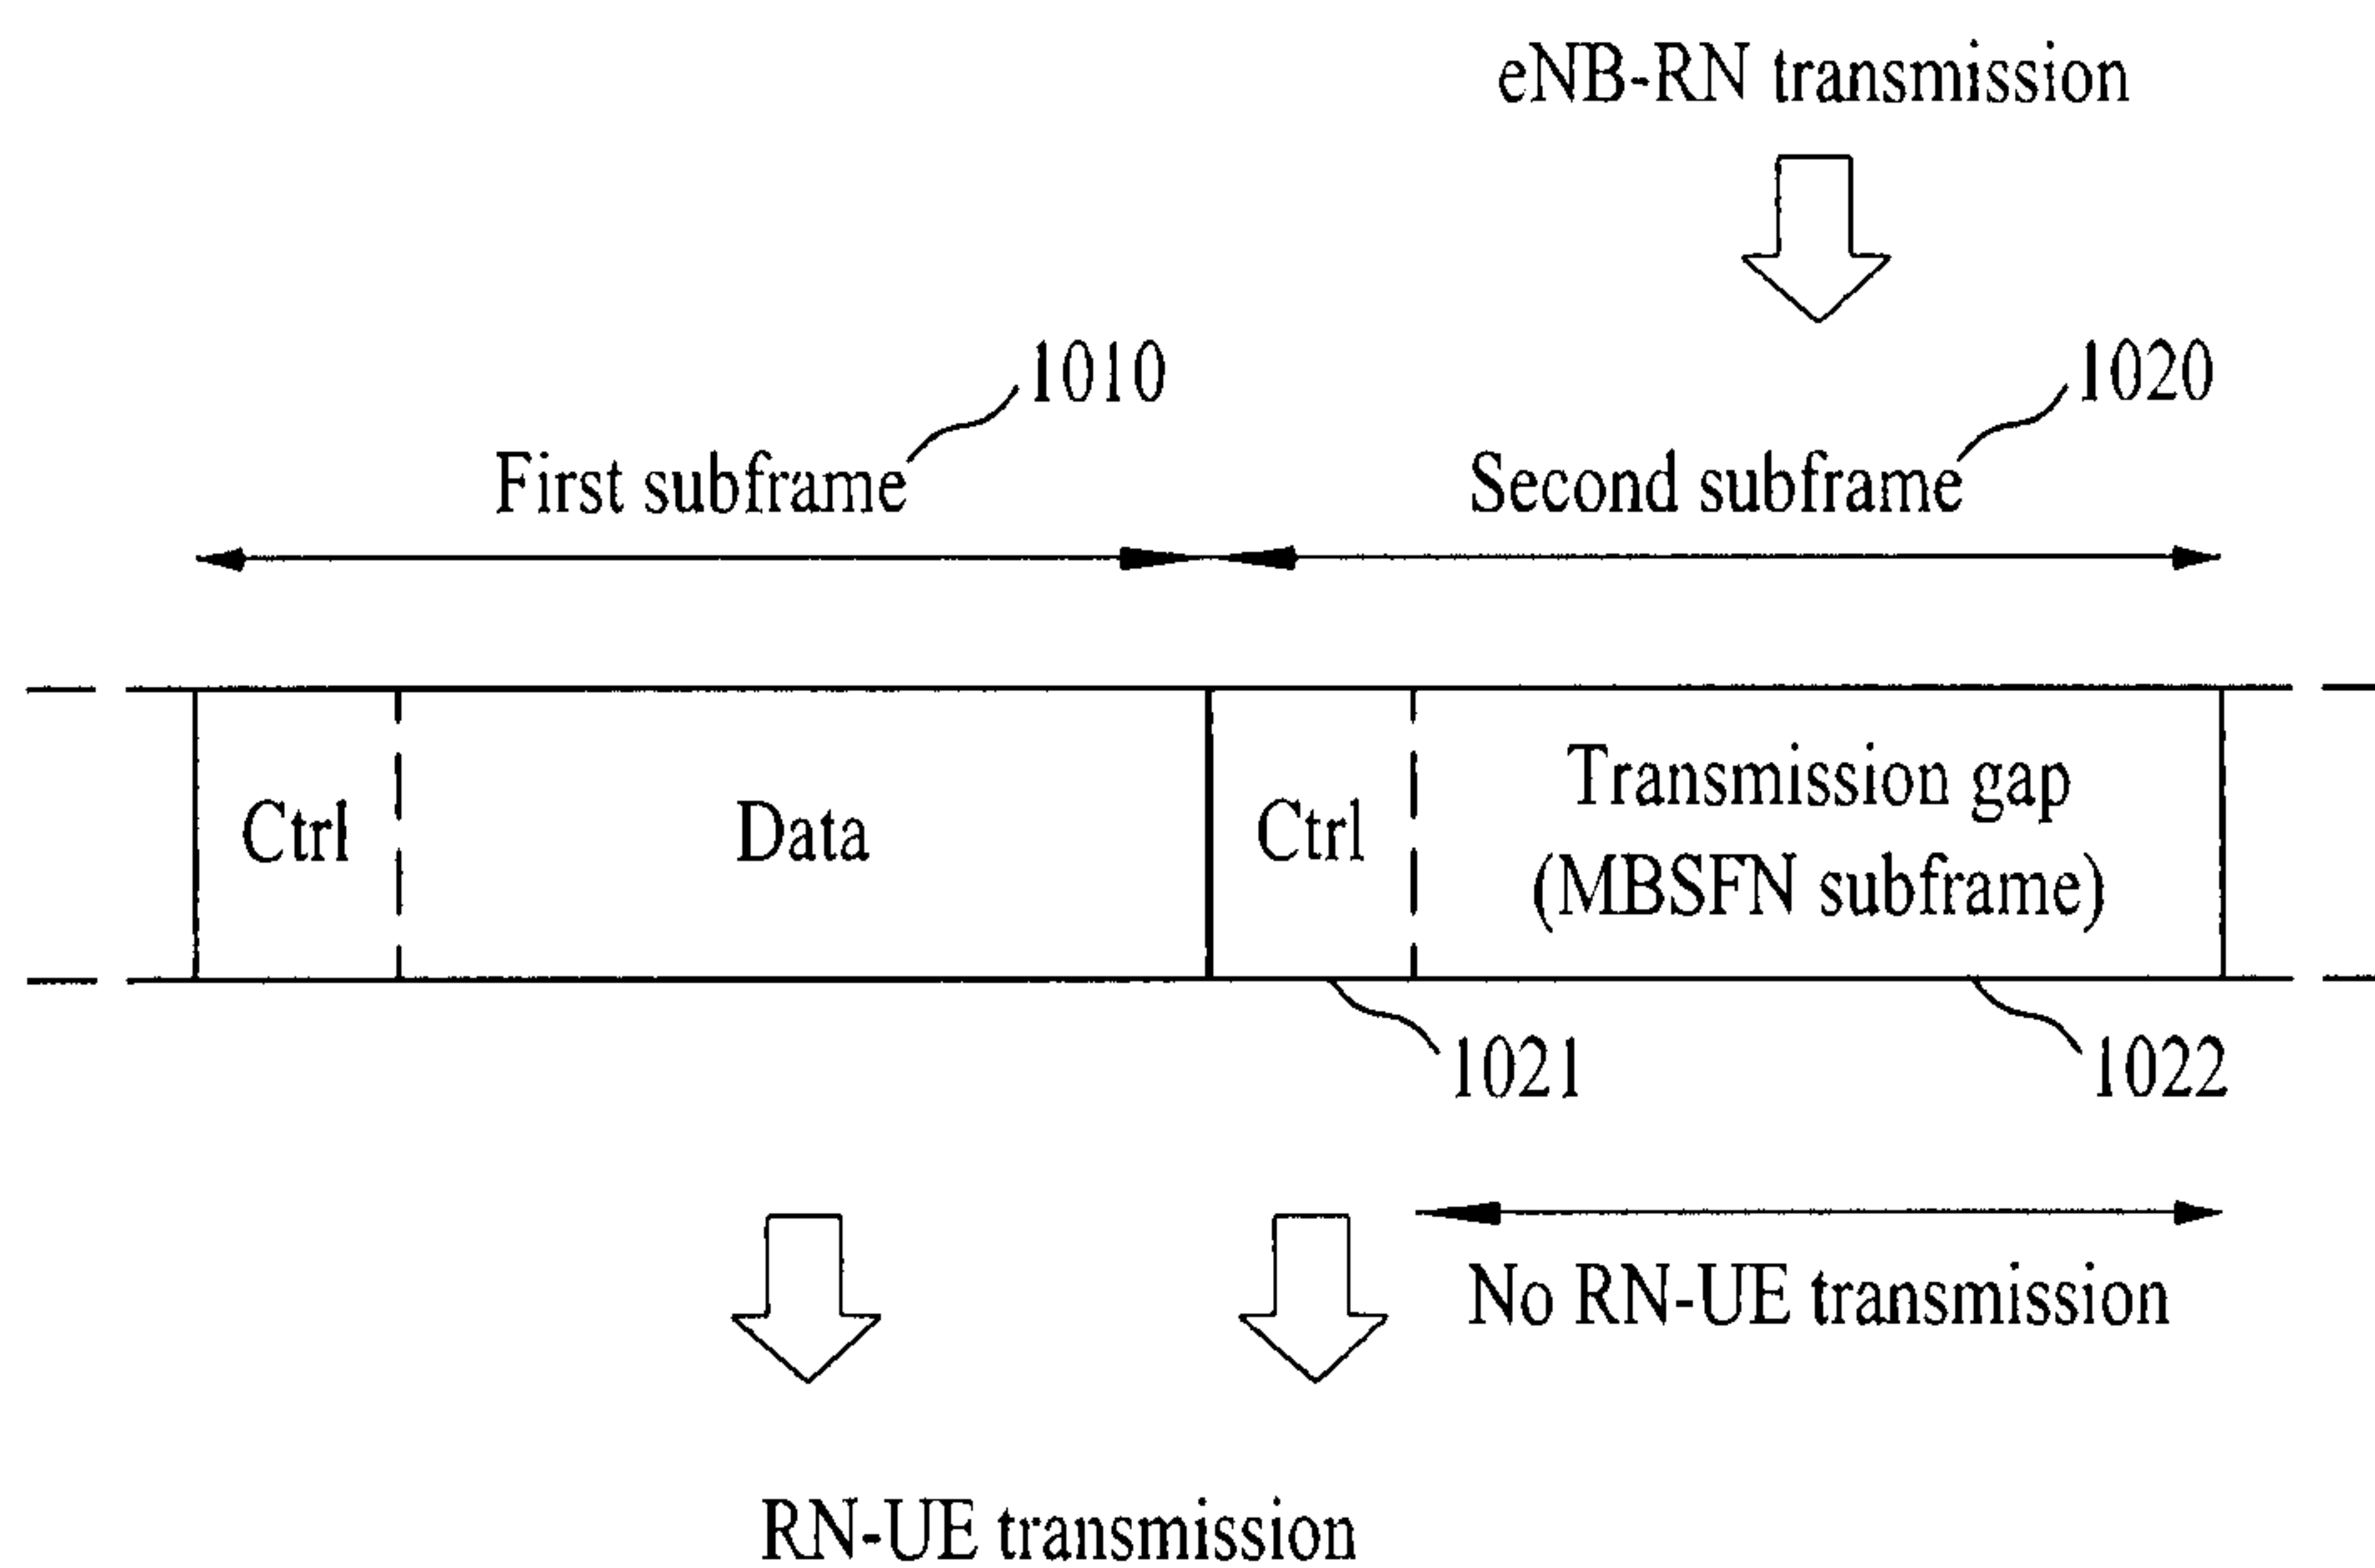 eNB-RN transmission
1010
1020
First subframe
Second subframe
Ctrl
Data
Ctrl
Transmission gap
(MBSFN subframe)
1021
1022
No RN-UE transmission
RN-UE transmission